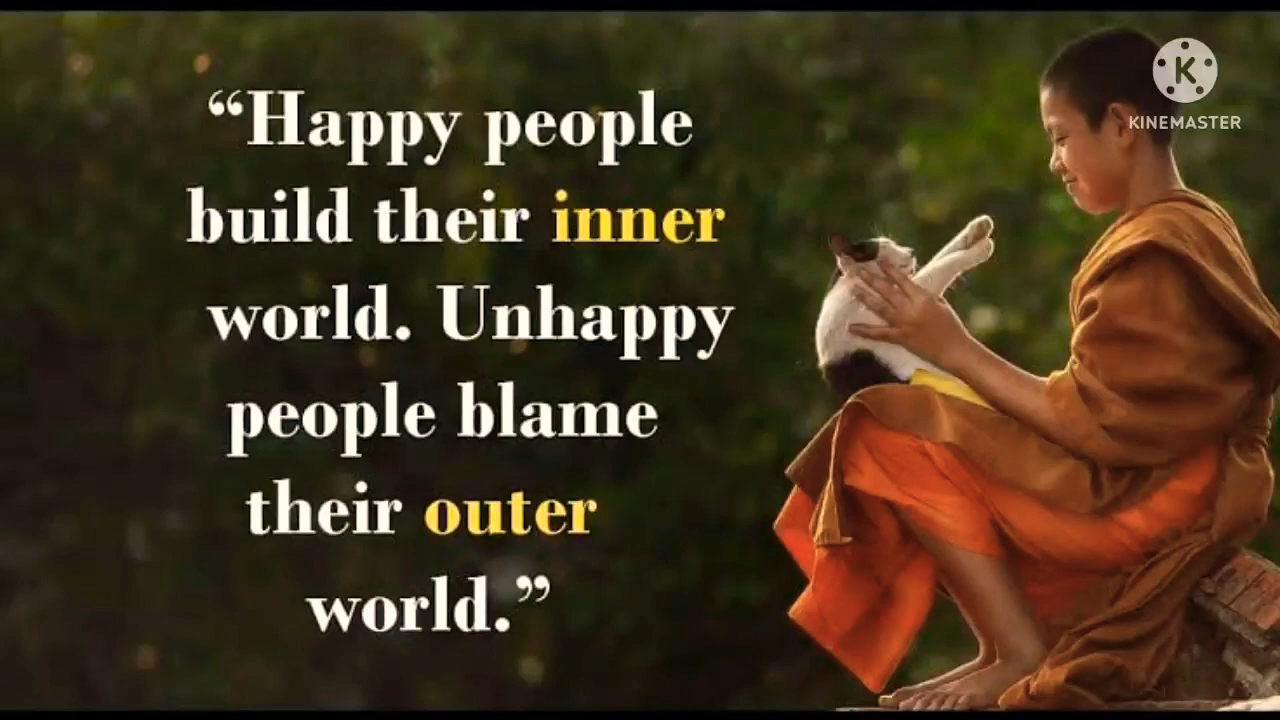 “Happy people
build their inner
world. Unhappy
people blame
their outer
world.”
K
KINEMASTER